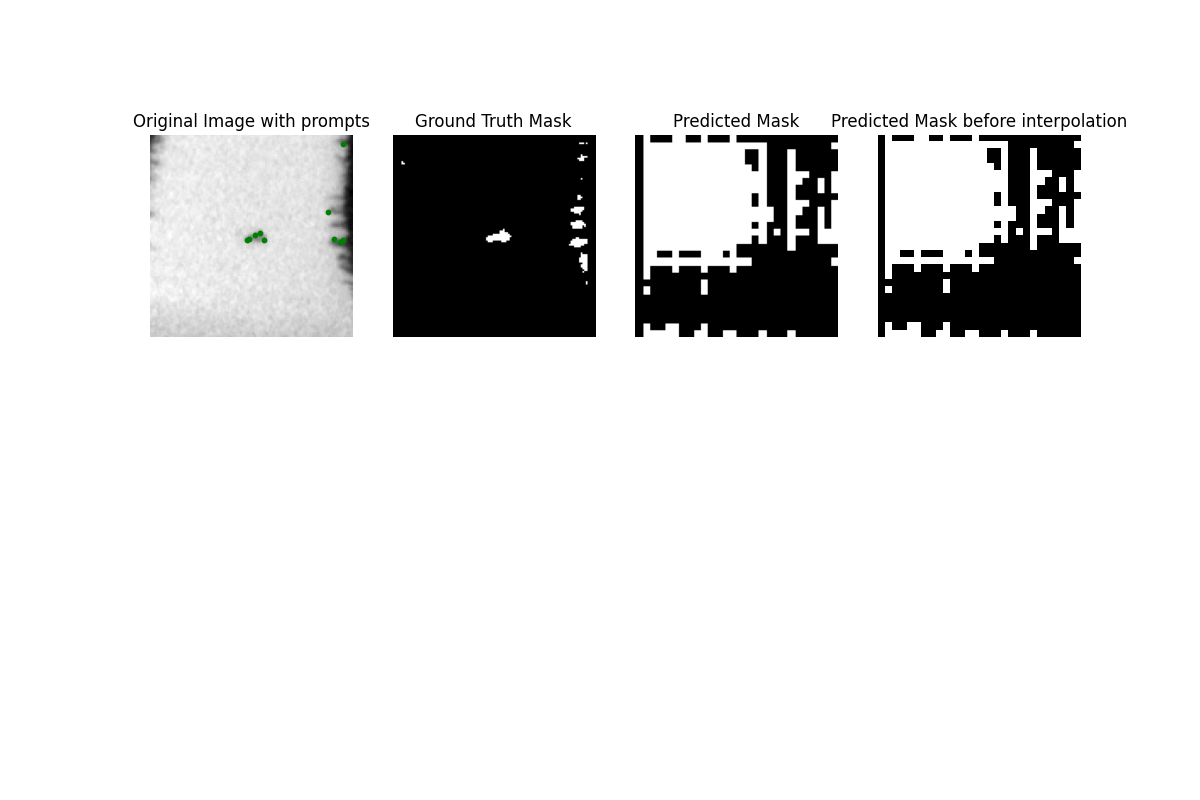 Original Image with prompts
Ground Truth Mask
Predicted Mask
Predicted Mask before interpolation